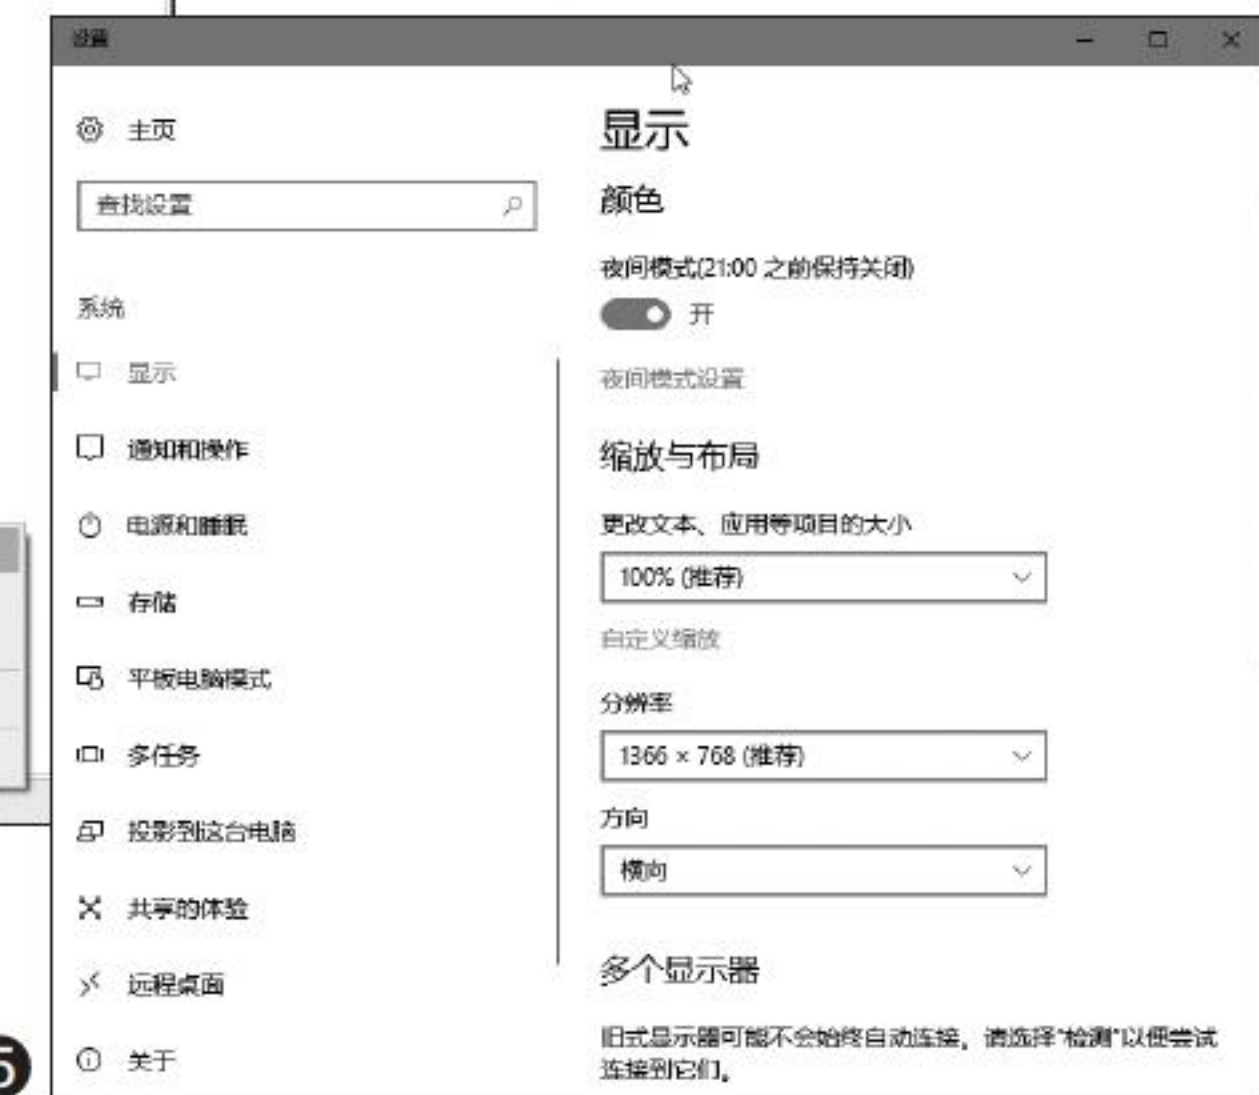 设置
主页
查找设置
系统
显示
通知和操作
电源和睡眠
存储
平板电脑模式
多任务
投影到这台电脑
共享的体验
远程桌面
关于
显示
颜色
夜间模式(21:00 之前保持关闭)
开
夜间模式设置
缩放与布局
更改文本、应用等项目的大小
100% (推荐)
自定义缩放
分辨率
1366 × 768 (推荐)
方向
横向
多个显示器
旧式显示器可能不会始终自动连接。请选择"检测"以便尝试
连接到它们。
5